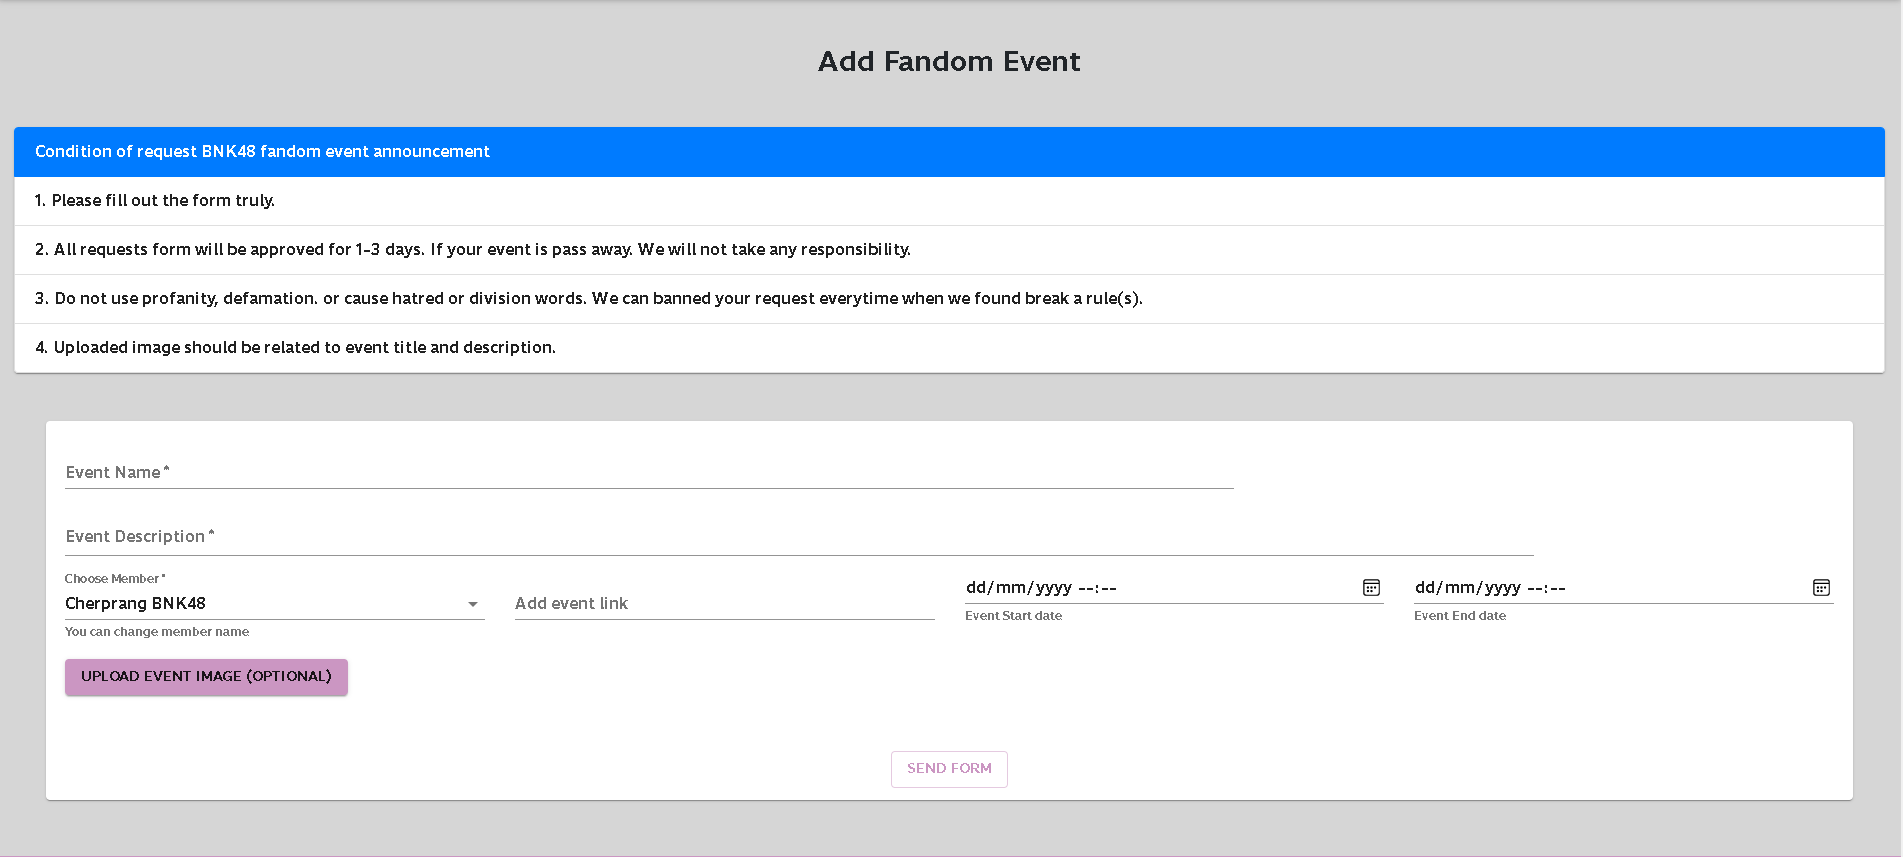 Add Fandom Event
Condition of request BNK48 fandom event announcement
1. Please fill out the form truly.
2. All requests form will be approved for 1-3 days. If your event is pass away. We will not take any responsibility.
3. Do not use profanity, defamation. or cause hatred or division words. We can banned your request everytime when we found break a rule(s).
4. Uploaded image should be related to event title and description.
Event Name *
Event Description *
Choose Member *
Cherprang BNK48
You can change member name
Add event link
dd/mm/yyyy --:--
Event Start date
dd/mm/yyyy --:--
Event End date
UPLOAD EVENT IMAGE (OPTIONAL)
SEND FORM